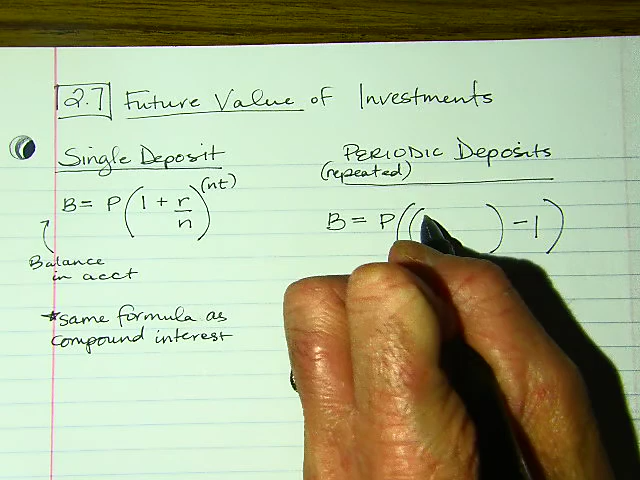 2.7 Future Value of Investments
Single Deposit
B = P(1 + r/n)^(nt)
Balance
in acct
*same formula as
compound interest
PERIODIC Deposits
(repeated)
B = P(( ) - 1)